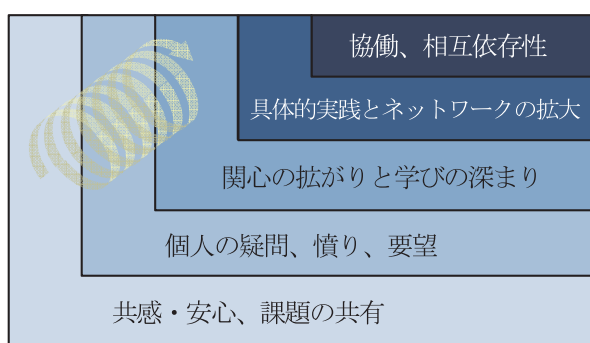 協働、相互依存性
具体的実践とネットワークの拡大
関心の拡がりと学びの深まり
個人の疑問、憤り、要望
共感・安心、課題の共有